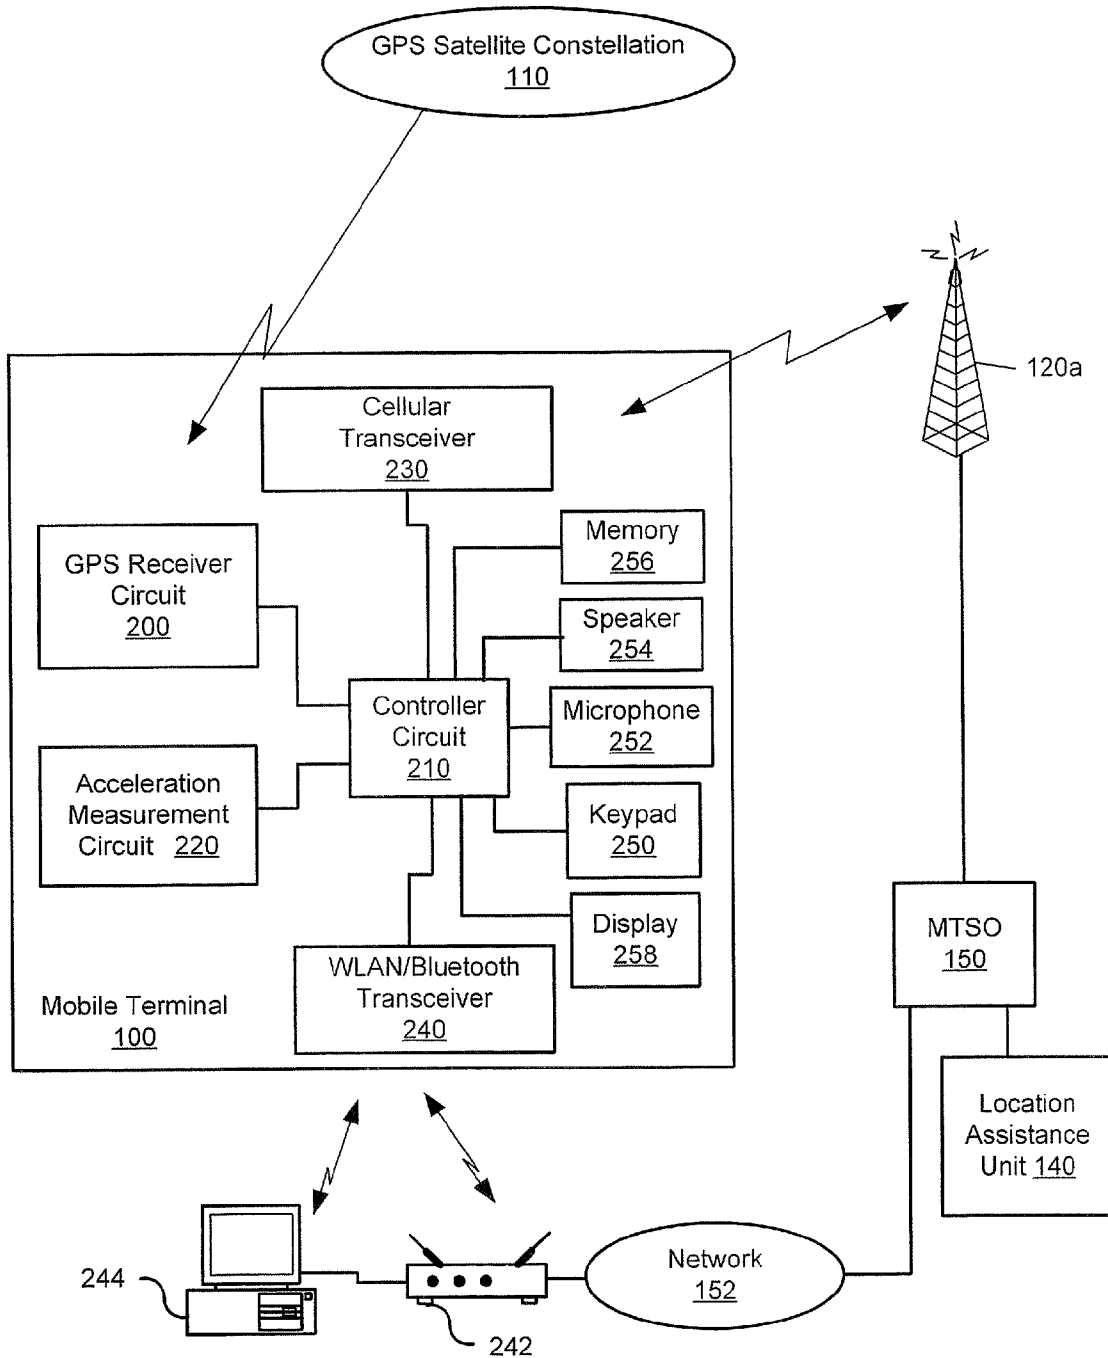 GPS Satellite Constellation
110
120a
Cellular
Transceiver
230
GPS Receiver
Circuit
200
Memory
256
Speaker
254
Controller
Circuit
210
Microphone
252
Acceleration
Measurement
Circuit 220
Keypad
250
Display
258
WLAN/Bluetooth
Transceiver
240
Mobile Terminal
100
MTSO
150
Location
Assistance
Unit 140
Network
152
244
242